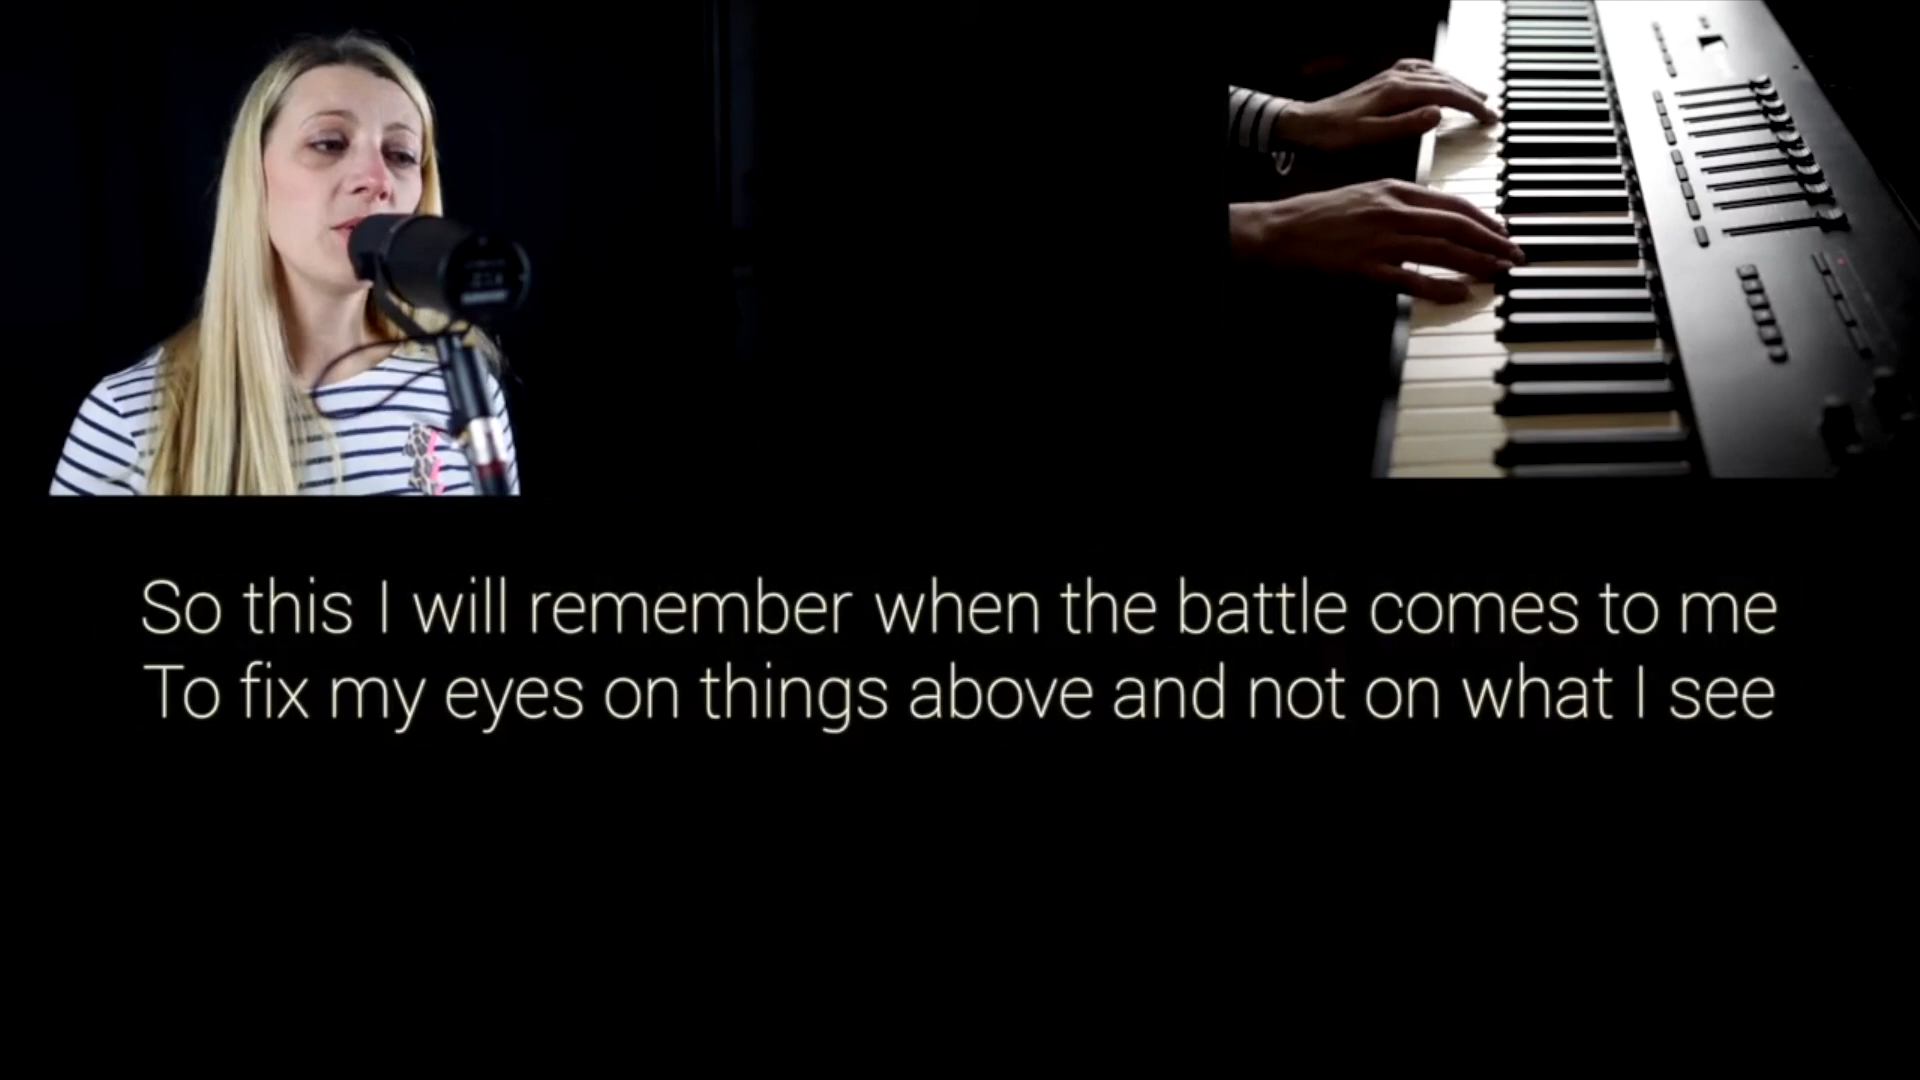 So this I will remember when the battle comes to me
To fix my eyes on things above and not on what I see